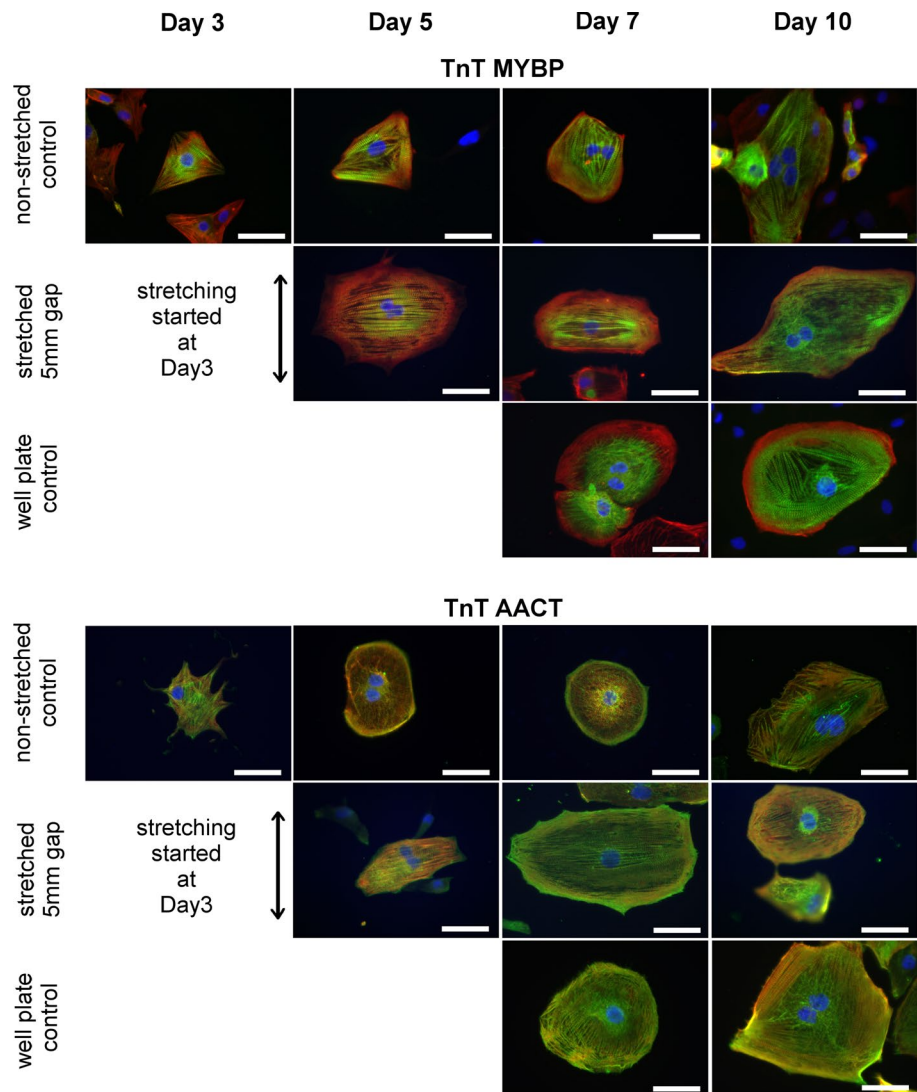 Day 3 Day 5 Day 7 Day 10
TnT MYBP
non-stretched
control
stretched
5mm gap
stretching
started
at
Day3
well plate
control
TnT AACT
non-stretched
control
stretched
5mm gap
stretching
started
at
Day3
well plate
control